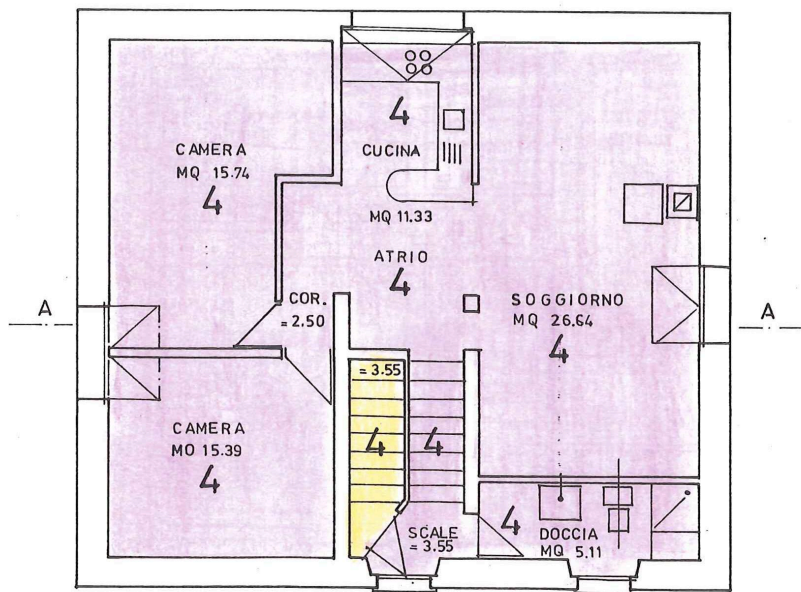 4
CAMERA
MQ 15.74
4
CUCINA
MQ 11.33
ATRIO
4
COR.
= 2.50
SOGGIORNO
MQ 26.64
4
A
A
= 3.55
4
4
CAMERA
MQ 15.39
4
SCALE
= 3.55
4
DOCCIA
MQ 5.11